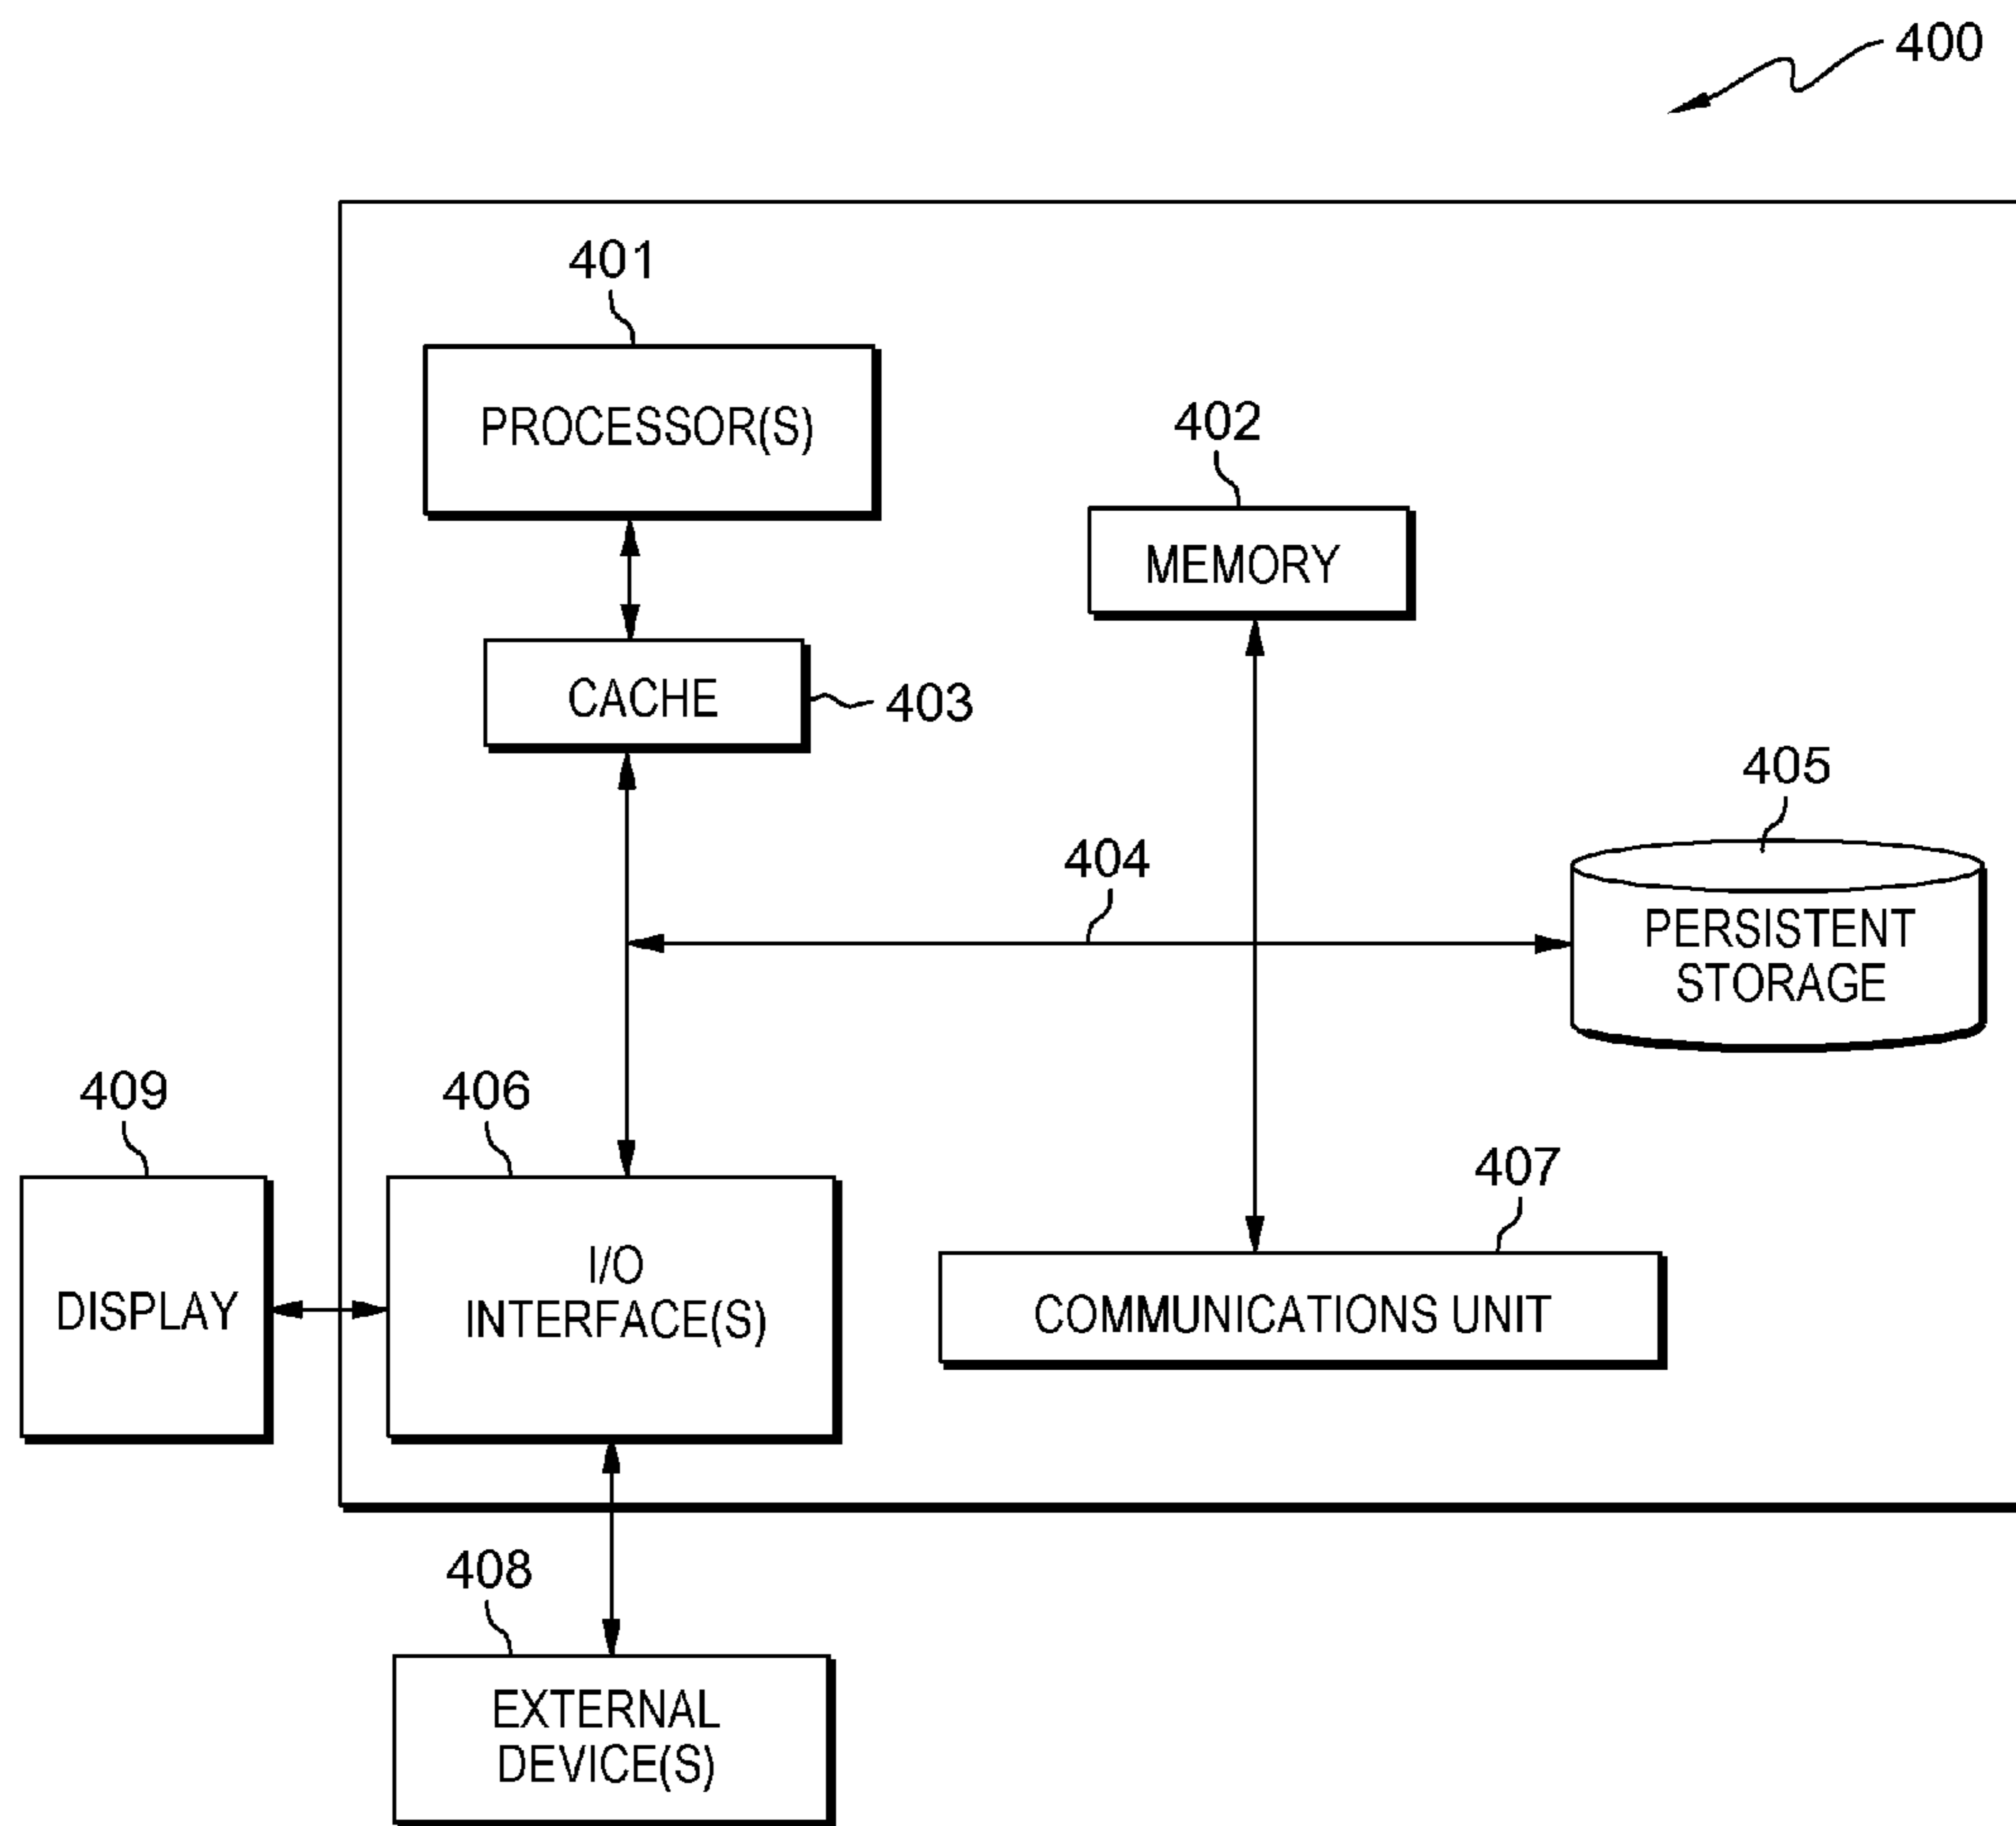 400
401
PROCESSOR(S)
402
MEMORY
CACHE
403
405
404
PERSISTENT
STORAGE
409
406
407
DISPLAY
I/O
INTERFACE(S)
COMMUNICATIONS UNIT
408
EXTERNAL
DEVICE(S)